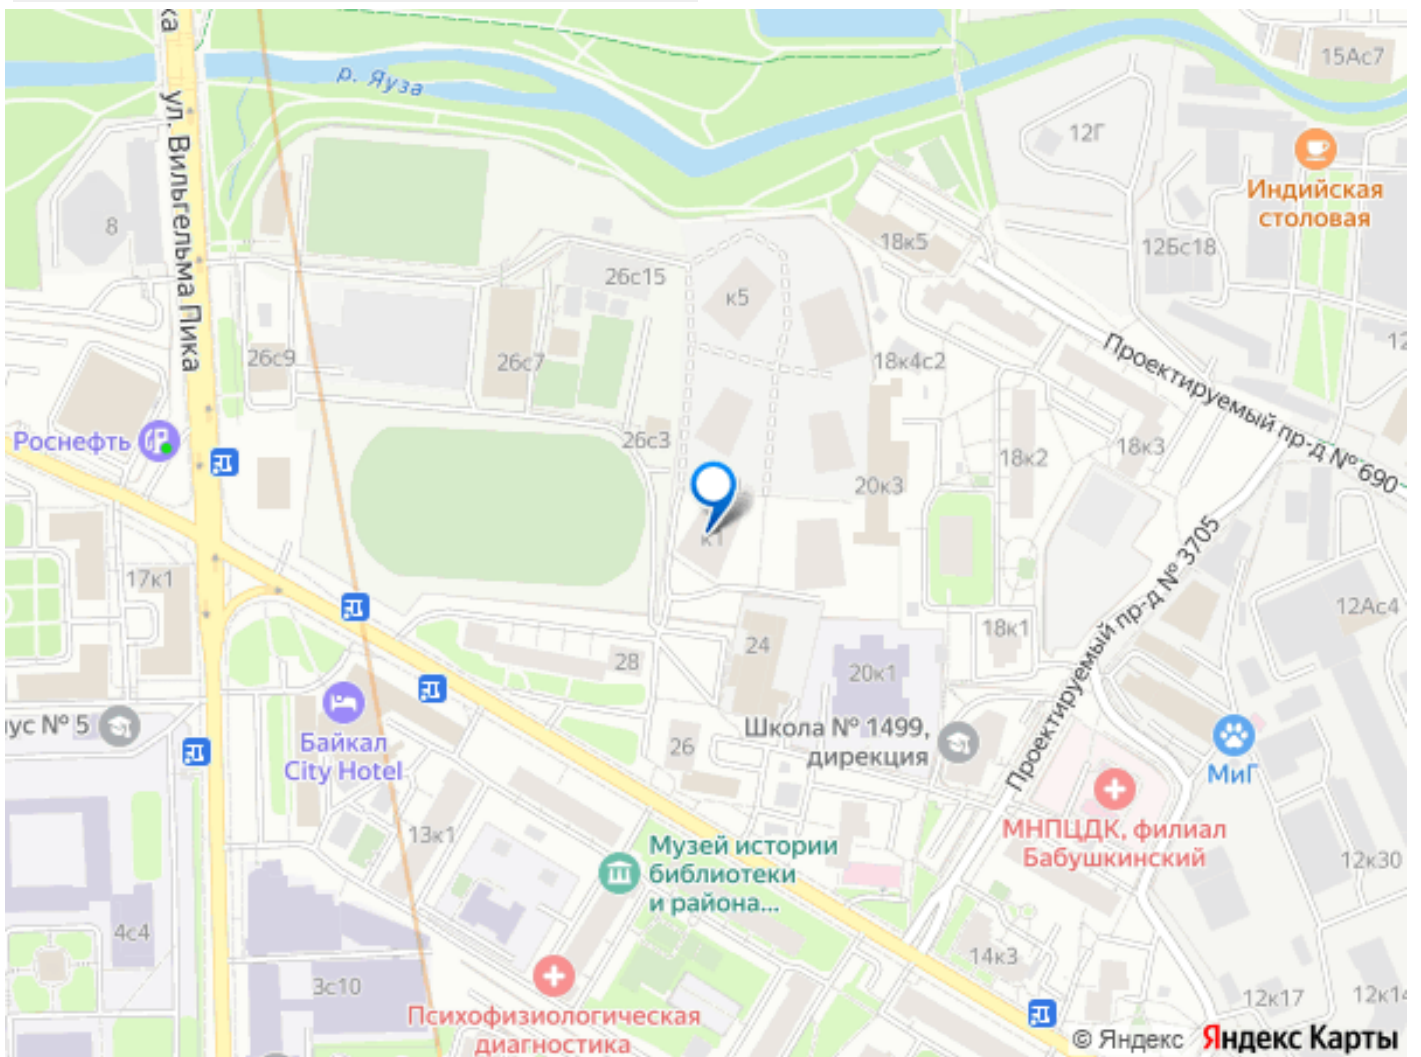 ка
р. Яуза
ул. Вильгельма Пика
15Ас7
12Г
Индийская
столовая
8
18к5
12Бс18
26с15
к5
12
26с9
26с7
18к4с2
Проектируемый пр-д № 690
Роснефть
26с3
18к2
18к3
20к3
к1
17к1
Проектируемый пр-д № 3705
12Ас4
18к1
28
24
20к1
ус № 5
Байкал
City Hotel
26
Школа № 1499,
дирекция
МиГ
13к1
МНПЦДК, филиал
Бабушкинский
Музей истории
библиотеки
и района...
12к30
4с4
3с10
14к3
12к17
12к14
Психофизиологическая
диагностика
© Яндекс Яндекс Карты